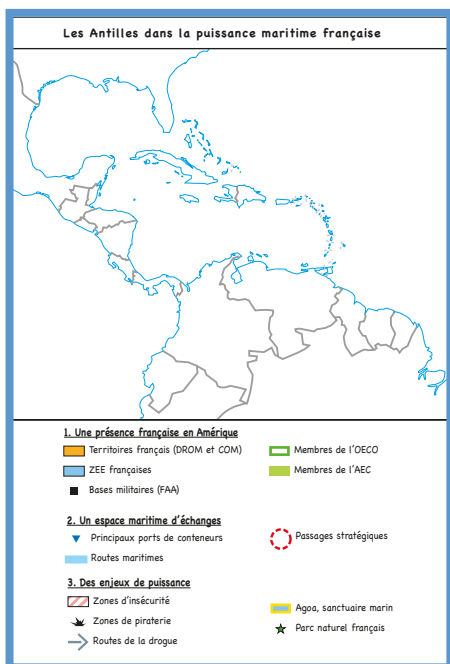 Les Antilles dans la puissance maritime française
1. Une présence française en Amérique
Territoires français (DROM et COM)
ZEE françaises
Bases militaires (FAA)
Membres de l'OECO
Membres de l'AEC
2. Un espace maritime d'échanges
Principaux ports de conteneurs
Routes maritimes
Passages stratégiques
3. Des enjeux de puissance
Zones d'insécurité
Zones de piraterie
Routes de la drogue
Agoa, sanctuaire marin
Parc naturel français